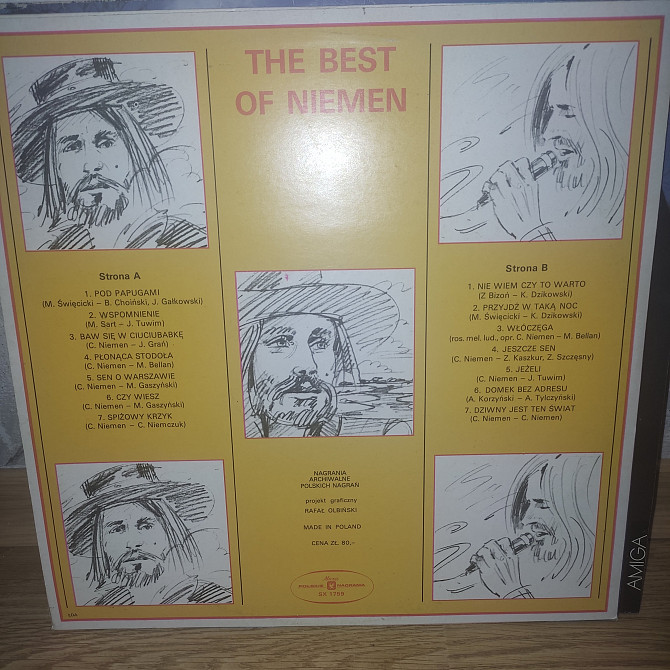 THE BEST
OF NIEMEN
Strona A
1. POD PAPUGAMI
(M. Święcicki – B. Choiński, J. Gałkowski)
2. WSPOMNIENIE
(M. Sart – J. Tuwim)
3. BAW SIĘ W CIUCIUBABKĘ
(C. Niemen – J. Grań)
4. PŁONĄCA STODOŁA
(C. Niemen – M. Bellan)
5. SEN O WARSZAWIE
(C. Niemen – M. Gaszyński)
6. CZY WIESZ
(C. Niemen – M. Gaszyński)
7. SPIŻOWY KRZYK
(C. Niemen – C. Niemczuk)
Strona B
1. NIE WIEM CZY TO WARTO
(Z Bizoń – K. Dzikowski)
2. PRZYJDŹ W TAKĄ NOC
(M. Święcicki – K. Dzikowski)
3. WŁÓCZĘGA
(ros. mel. lud., opr. C. Niemen – M. Bellan)
4. JESZCZE SEN
(C. Niemen – Z. Kaszkur, Z. Szczęsny)
5. JEŻELI
(C. Niemen – J. Tuwim)
6. DOMEK BEZ ADRESU
(A. Korzyński – A. Tylczyński)
7. DZIWNY JEST TEN ŚWIAT
(C. Niemen – C. Niemen)
NAGRANIA
ARCHIWALNE
POLSKICH NAGRAŃ
projekt graficzny
RAFAŁ OLBIŃSKI
MADE IN POLAND
CENA ZŁ. 80,–
POLSKIE NAGRANIA
AMIGA